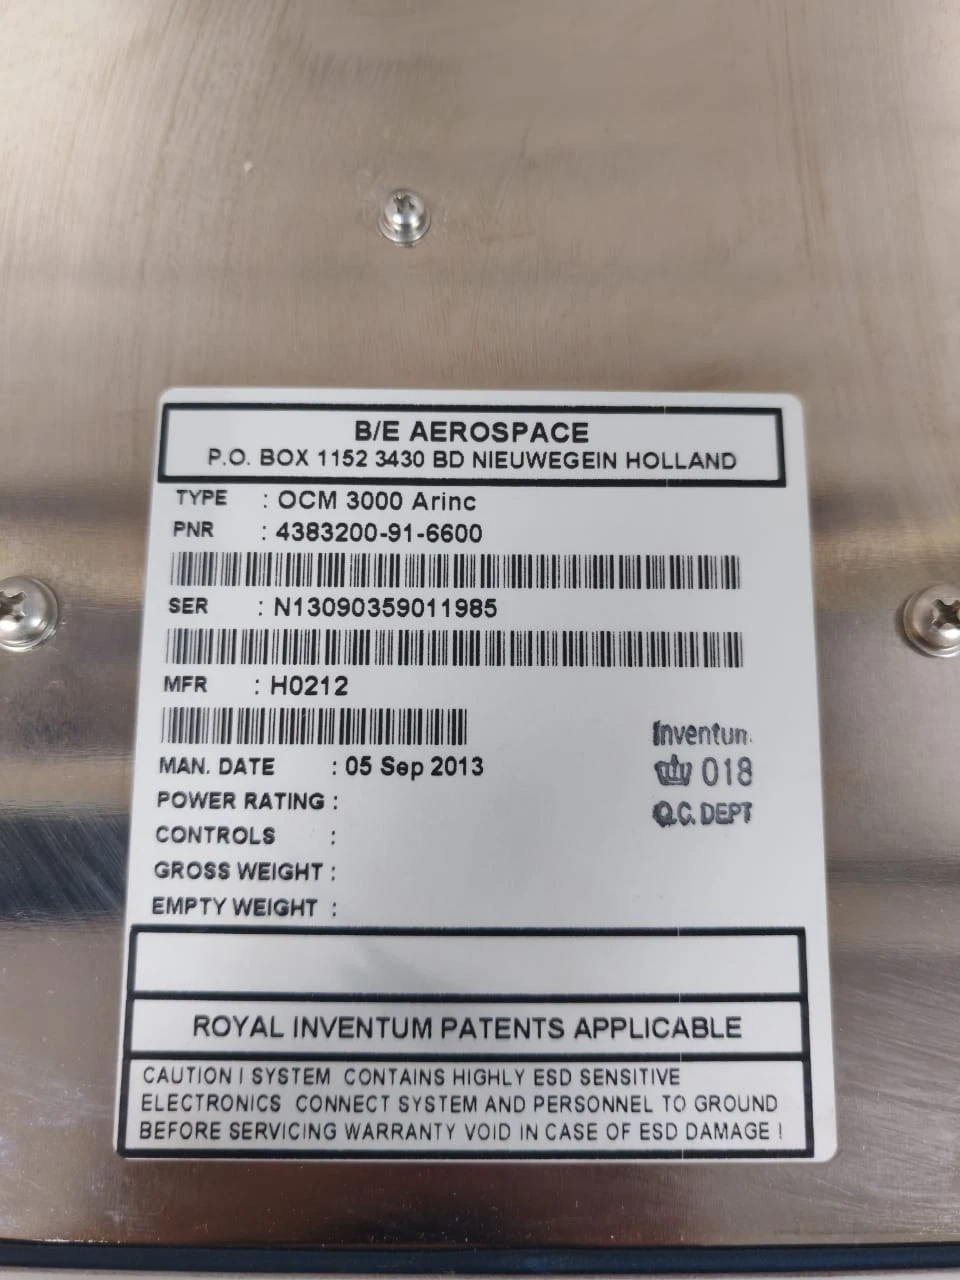 B/E AEROSPACE
P.O. BOX 1152 3430 BD NIEUWEGEIN HOLLAND
TYPE : OCM 3000 Arinc
PNR : 4383200-91-6600
SER : N13090359011985
MFR : H0212
MAN. DATE : 05 Sep 2013
POWER RATING :
CONTROLS :
GROSS WEIGHT :
EMPTY WEIGHT :
Inventum
018
Q.C. DEPT
ROYAL INVENTUM PATENTS APPLICABLE
CAUTION ! SYSTEM CONTAINS HIGHLY ESD SENSITIVE
ELECTRONICS CONNECT SYSTEM AND PERSONNEL TO GROUND
BEFORE SERVICING WARRANTY VOID IN CASE OF ESD DAMAGE !